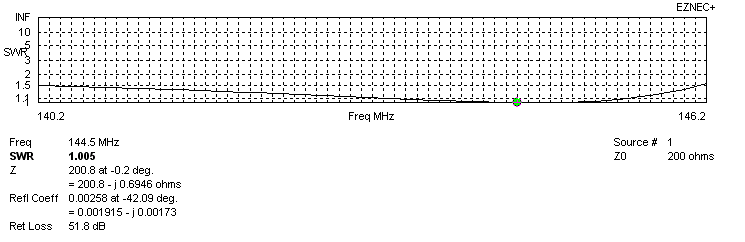 EZNEC+
INF
10
5
SWR
3
2
1.5
1.1
140.2 Freq MHz 146.2
Freq 144.5 MHz Source # 1
SWR 1.005 Z0 200 ohms
Z 200.8 at -0.2 deg.
= 200.8 - j 0.6946 ohms
Refl Coeff 0.00258 at -42.09 deg.
= 0.001915 - j 0.00173
Ret Loss 51.8 dB